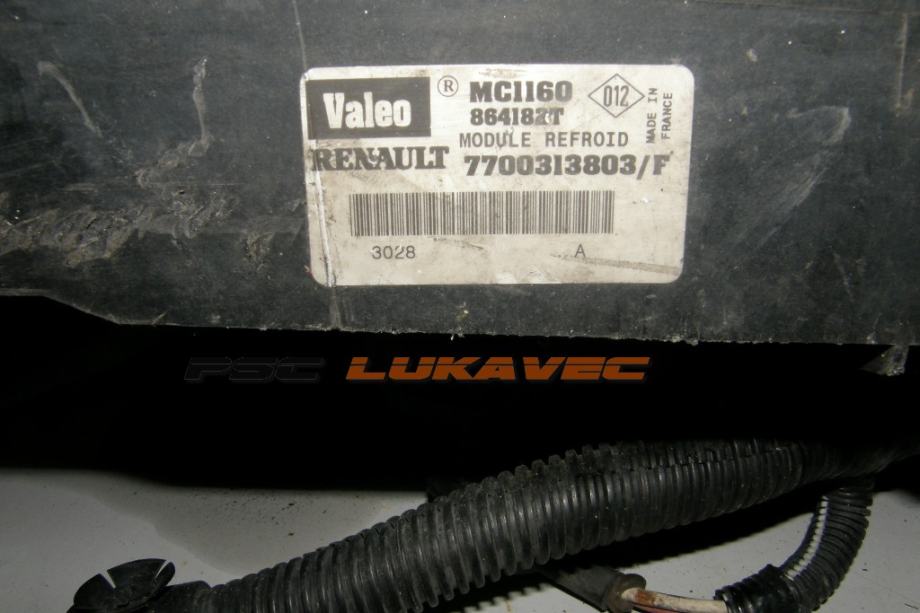 Valeo ® MC1160 012
864182T
MODULE REFROID
RENAULT 7700313803/F
MADE IN
FRANCE
3028 A
PSC LUKAVEC